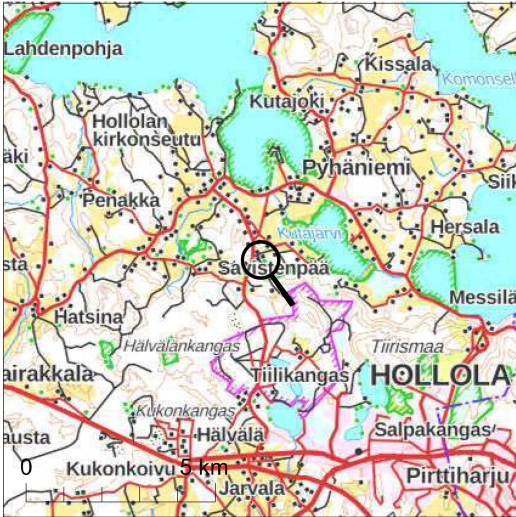 Lahdenpohja
Kissala
Komonsel
Kutajoki
Hollolan
kirkonseutu
äki
Pyhäniemi
Siik
Penakka
Hersala
Kutajärvi
sta
Messilä
Hatsina
Hälvälänkangas
Tiirismaa
airakkala
Tiilikangas
HOLLOLA
Kukonkangas
austa
Hälvälä
Salpakangas
0
5 km
Kukonkoivu
Pirttiharju
Jarvala